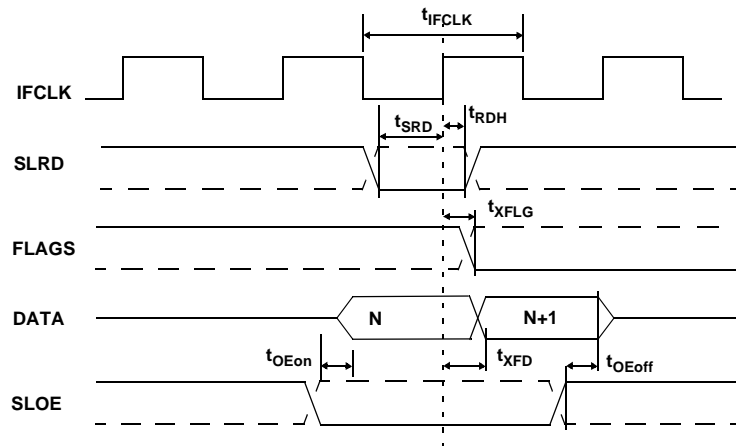 tIFCLK
IFCLK
tSRD
tRDH
SLRD
tXFLG
FLAGS
DATA
N
N+1
tOEon
tXFD
tOEoff
SLOE